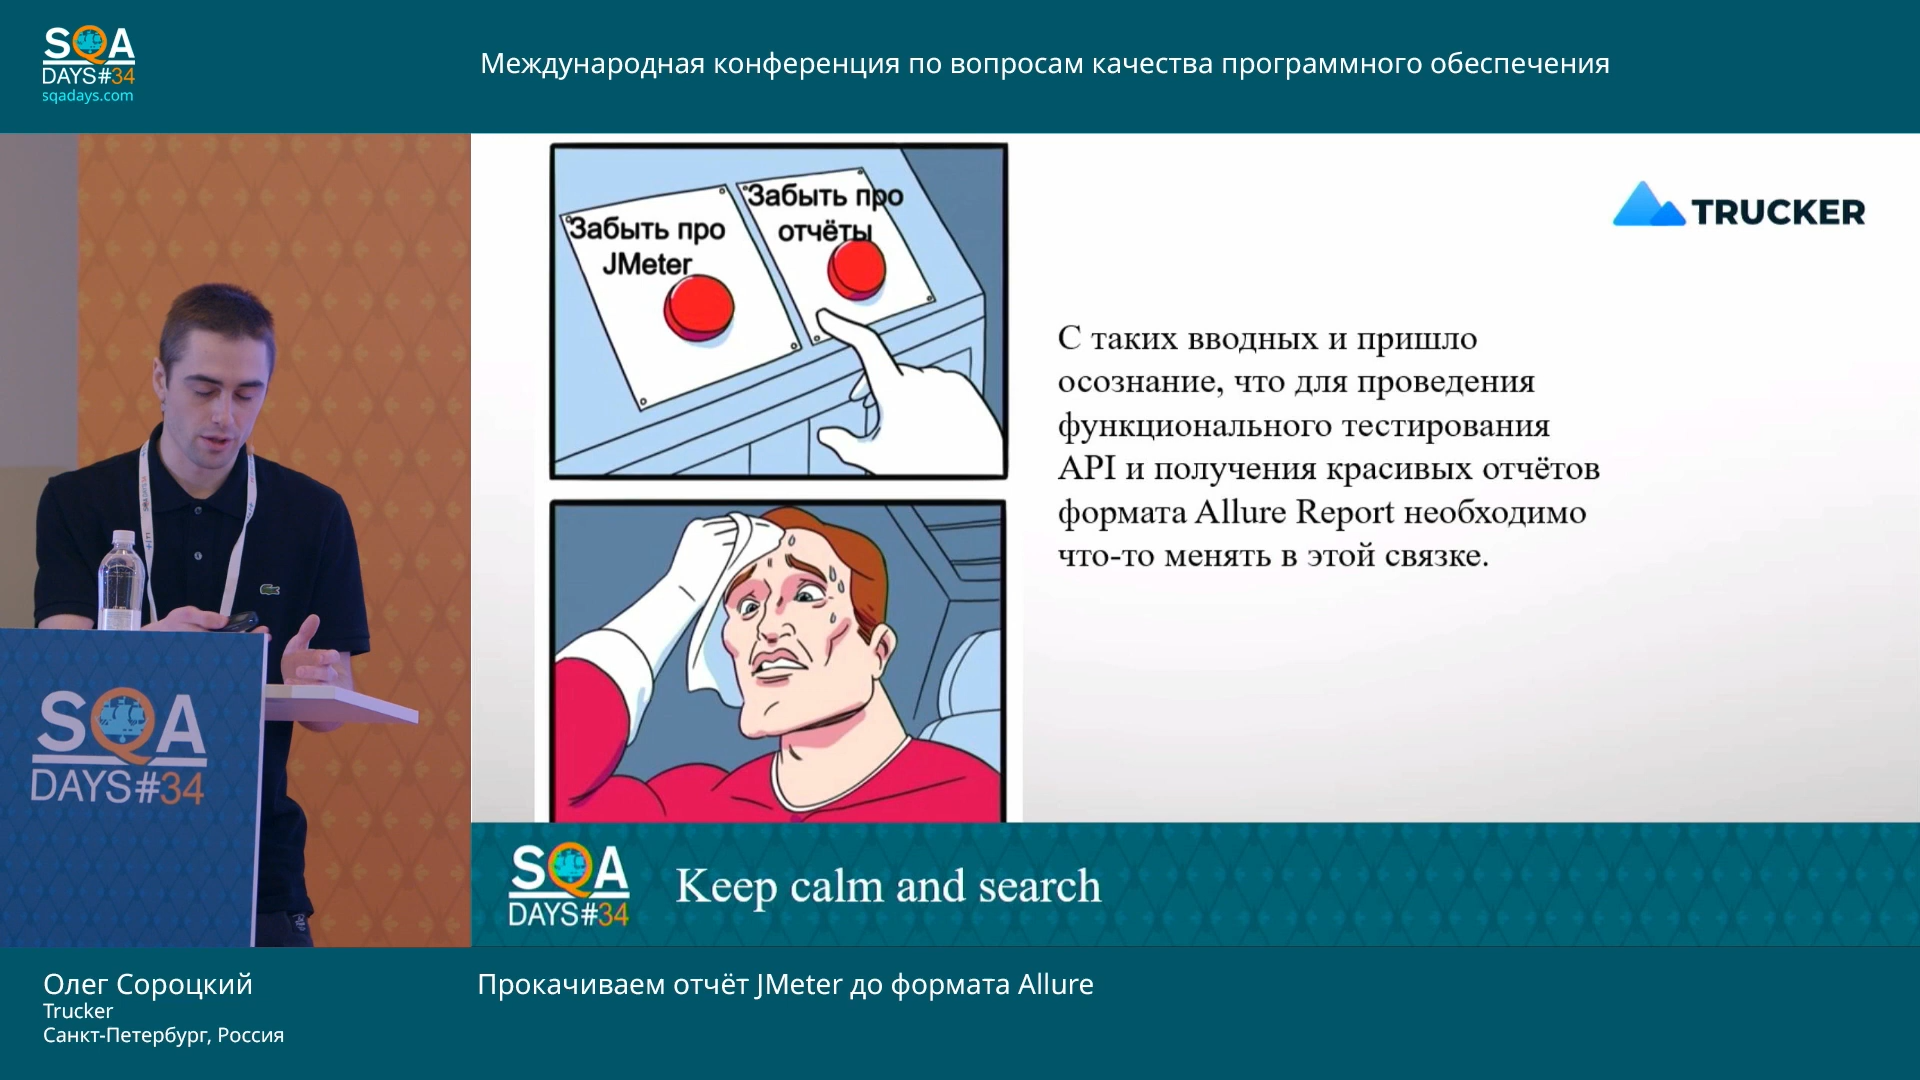 SQA
DAYS#34
sqadays.com
Международная конференция по вопросам качества программного обеспечения
Забыть про
JMeter
Забыть про
отчёты
TRUCKER
С таких вводных и пришло
осознание, что для проведения
функционального тестирования
API и получения красивых отчётов
формата Allure Report необходимо
что-то менять в этой связке.
SQA
DAYS#34
SQA
DAYS#34
Keep calm and search
Олег Сороцкий
Trucker
Санкт-Петербург, Россия
Прокачиваем отчёт JMeter до формата Allure